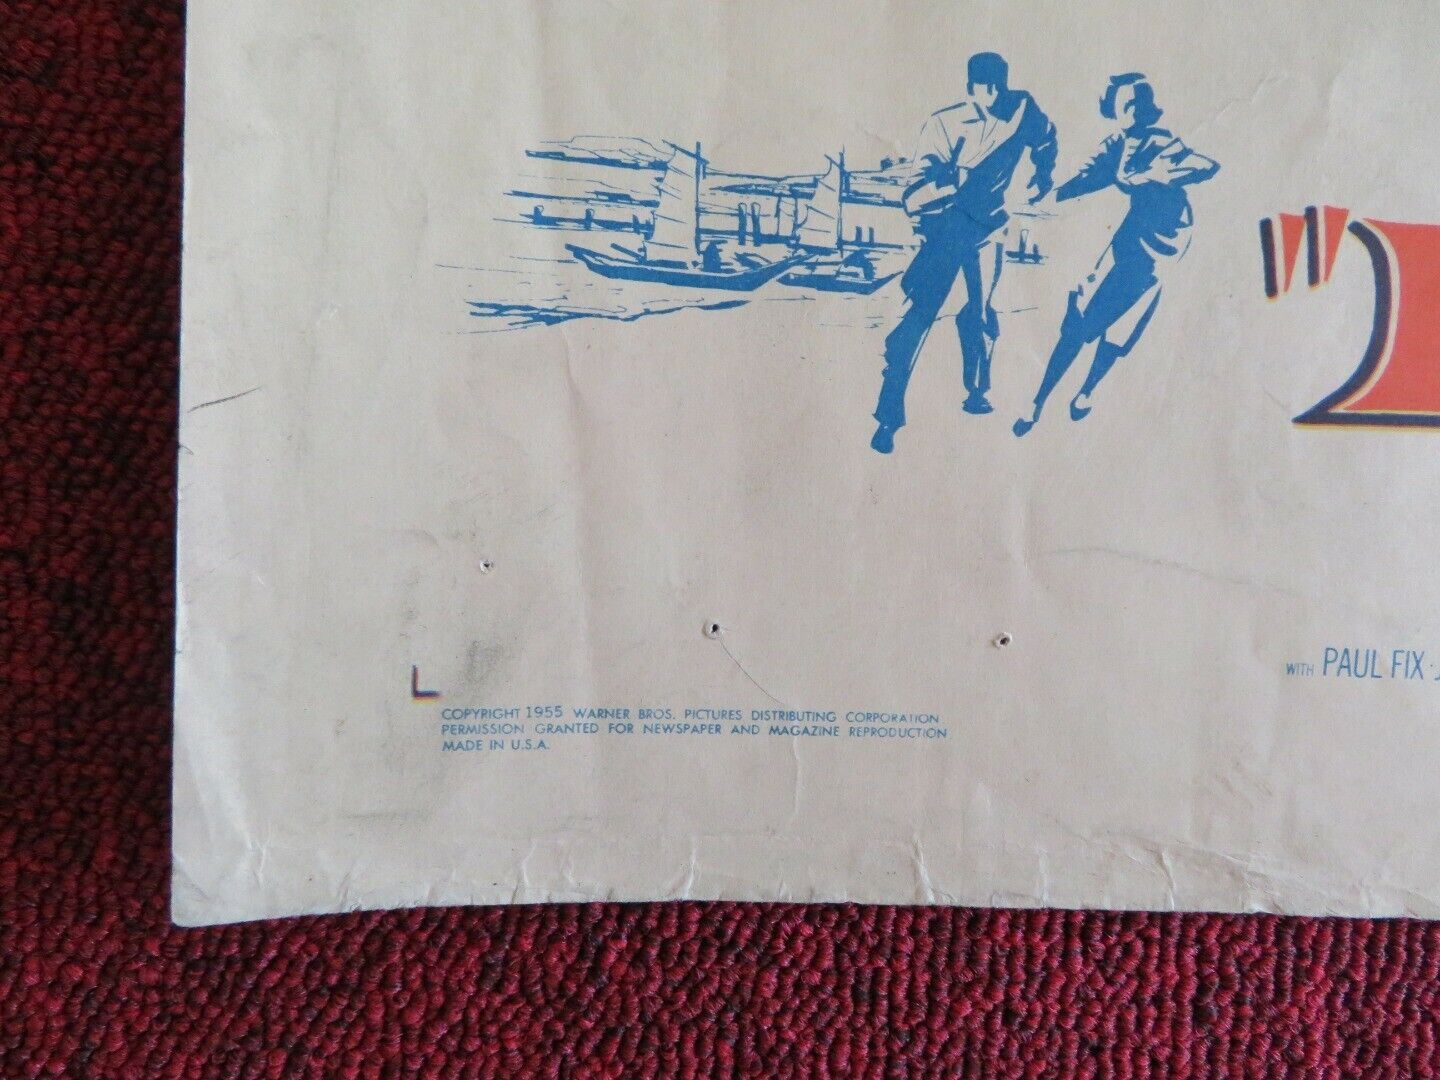 "
WITH PAUL FIX ·
COPYRIGHT 1955 WARNER BROS. PICTURES DISTRIBUTING CORPORATION
PERMISSION GRANTED FOR NEWSPAPER AND MAGAZINE REPRODUCTION
MADE IN U.S.A.